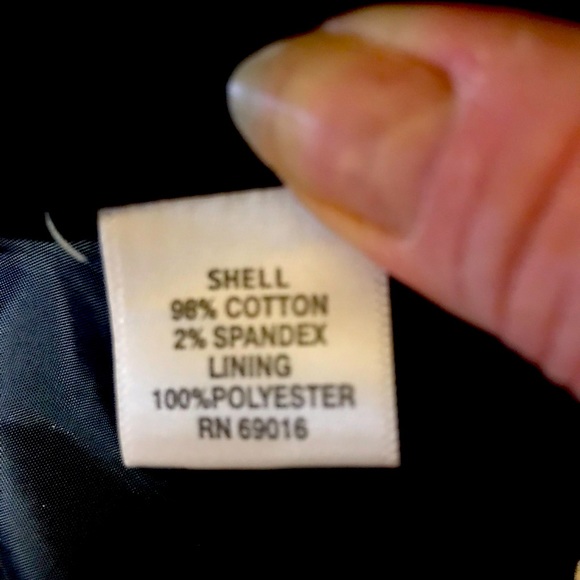 SHELL
98% COTTON
2% SPANDEX
LINING
100%POLYESTER
RN 69016